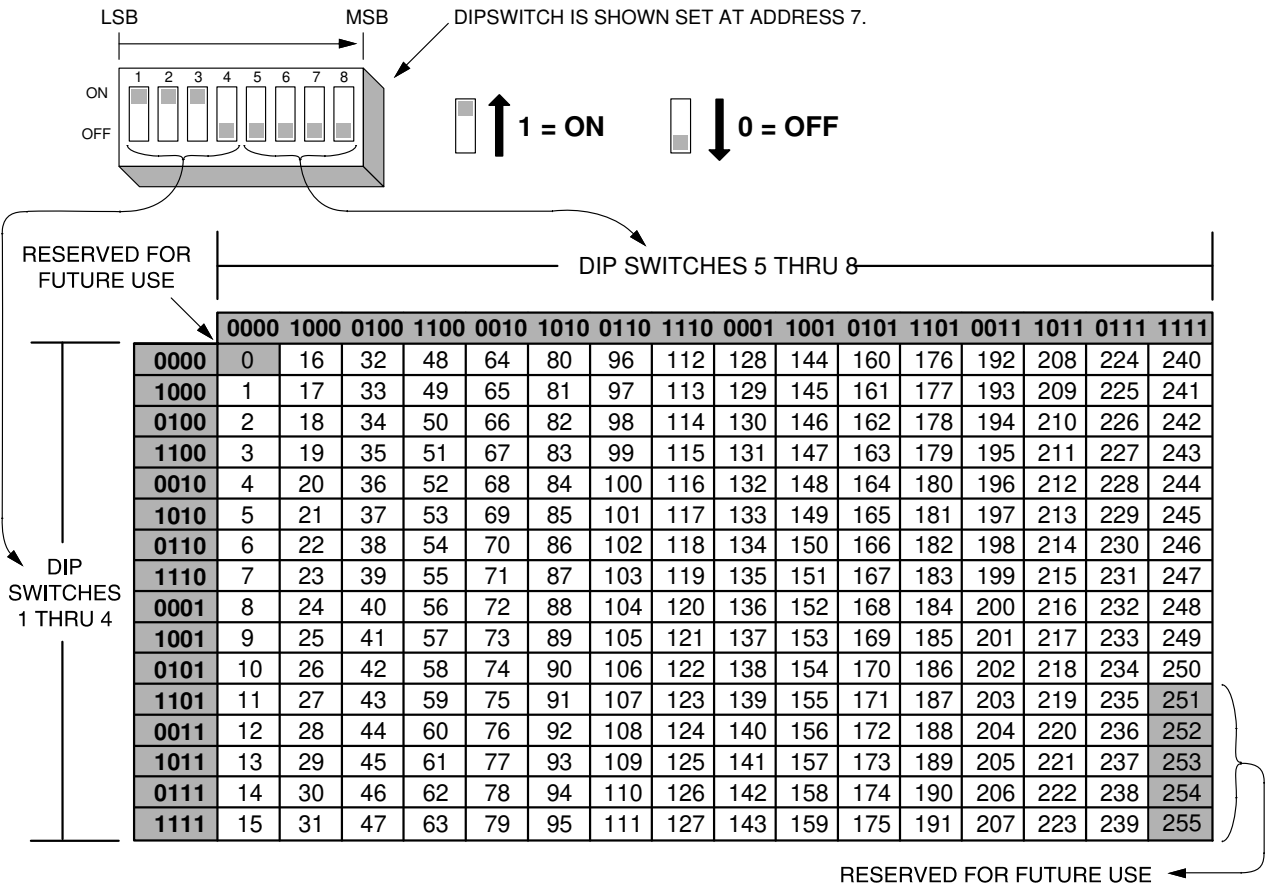 LSB MSB DIPSWITCH IS SHOWN SET AT ADDRESS 7.
1 2 3 4 5 6 7 8
ON
OFF
1 = ON 0 = OFF
RESERVED FOR
FUTURE USE
DIP SWITCHES 5 THRU 8
0000 1000 0100 1100 0010 1010 0110 1110 0001 1001 0101 1101 0011 1011 0111 1111
0000 0 16 32 48 64 80 96 112 128 144 160 176 192 208 224 240
1000 1 17 33 49 65 81 97 113 129 145 161 177 193 209 225 241
0100 2 18 34 50 66 82 98 114 130 146 162 178 194 210 226 242
1100 3 19 35 51 67 83 99 115 131 147 163 179 195 211 227 243
0010 4 20 36 52 68 84 100 116 132 148 164 180 196 212 228 244
1010 5 21 37 53 69 85 101 117 133 149 165 181 197 213 229 245
0110 6 22 38 54 70 86 102 118 134 150 166 182 198 214 230 246
1110 7 23 39 55 71 87 103 119 135 151 167 183 199 215 231 247
0001 8 24 40 56 72 88 104 120 136 152 168 184 200 216 232 248
1001 9 25 41 57 73 89 105 121 137 153 169 185 201 217 233 249
0101 10 26 42 58 74 90 106 122 138 154 170 186 202 218 234 250
1101 11 27 43 59 75 91 107 123 139 155 171 187 203 219 235 251
0011 12 28 44 60 76 92 108 124 140 156 172 188 204 220 236 252
1011 13 29 45 61 77 93 109 125 141 157 173 189 205 221 237 253
0111 14 30 46 62 78 94 110 126 142 158 174 190 206 222 238 254
1111 15 31 47 63 79 95 111 127 143 159 175 191 207 223 239 255
DIP
SWITCHES
1 THRU 4
RESERVED FOR FUTURE USE